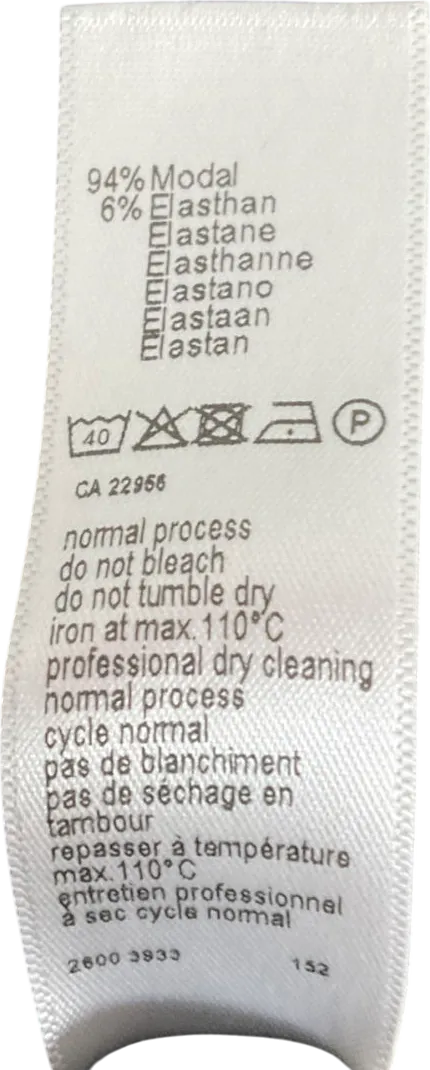 94% Modal
6% Elasthan
Elastane
Elasthanne
Elastano
Elastaan
Elastan
40 P
CA 22956
normal process
do not bleach
do not tumble dry
iron at max. 110°C
professional dry cleaning
normal process
cycle normal
pas de blanchiment
pas de séchage en
tambour
repasser à température
max. 110°C
entretien professionnel
à sec cycle normal
2600 3933 152